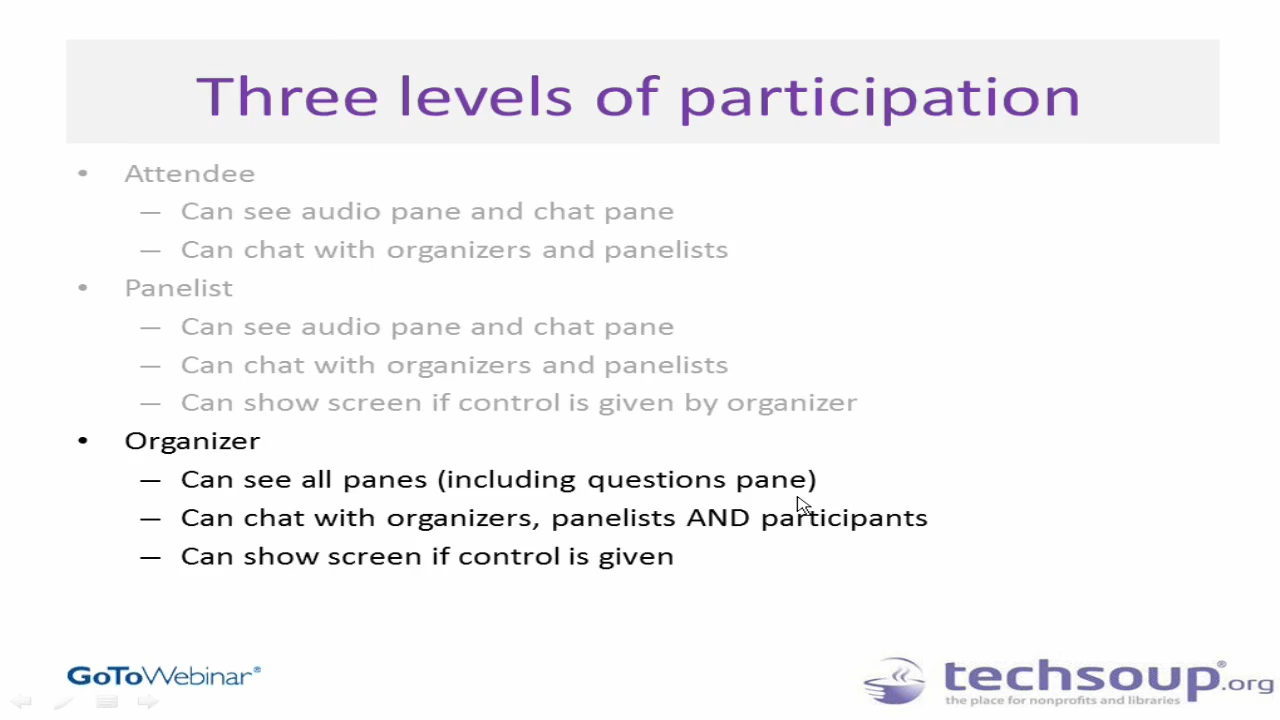 Three levels of participation
• Attendee
— Can see audio pane and chat pane
— Can chat with organizers and panelists
• Panelist
— Can see audio pane and chat pane
— Can chat with organizers and panelists
— Can show screen if control is given by organizer
• Organizer
— Can see all panes (including questions pane)
— Can chat with organizers, panelists AND participants
— Can show screen if control is given
GoToWebinar®
techsoup®.org
the place for nonprofits and libraries